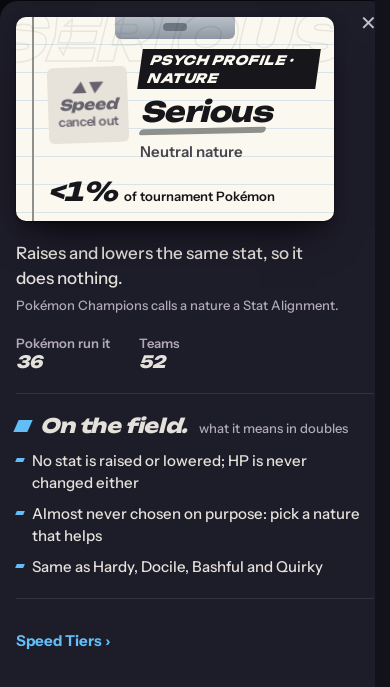 SERIOUS
×
PSYCH PROFILE ·
NATURE
▲▼
Speed
cancel out
Serious
Neutral nature
<1% of tournament Pokémon
Raises and lowers the same stat, so it
does nothing.
Pokémon Champions calls a nature a Stat Alignment.
Pokémon run it Teams
36 52
On the field. what it means in doubles
No stat is raised or lowered; HP is never
changed either
Almost never chosen on purpose: pick a nature
that helps
Same as Hardy, Docile, Bashful and Quirky
Speed Tiers ›